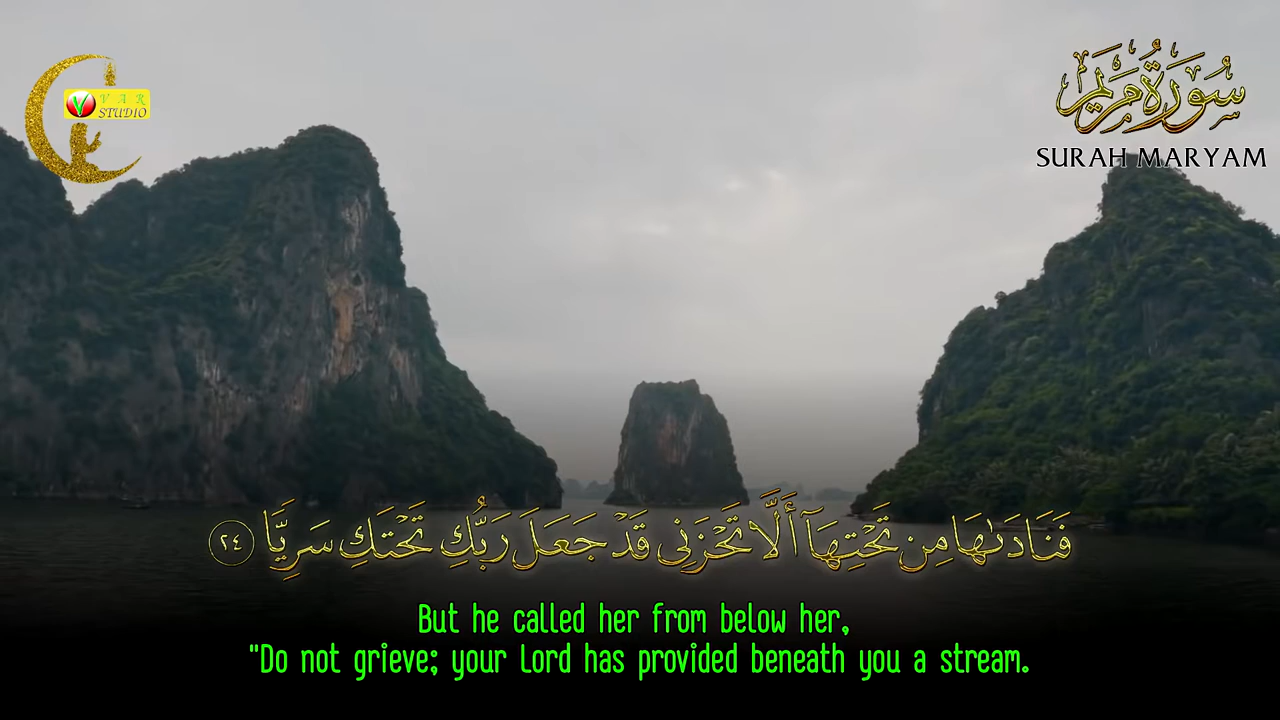 V A R
STUDIO
سُورَةُ مَرْيَم
SURAH MARYAM
فَنَادَىٰهَا مِن تَحْتِهَآ أَلَّا تَحْزَنِى قَدْ جَعَلَ رَبُّكِ تَحْتَكِ سَرِيًّا ٢٤
But he called her from below her,
"Do not grieve; your Lord has provided beneath you a stream.